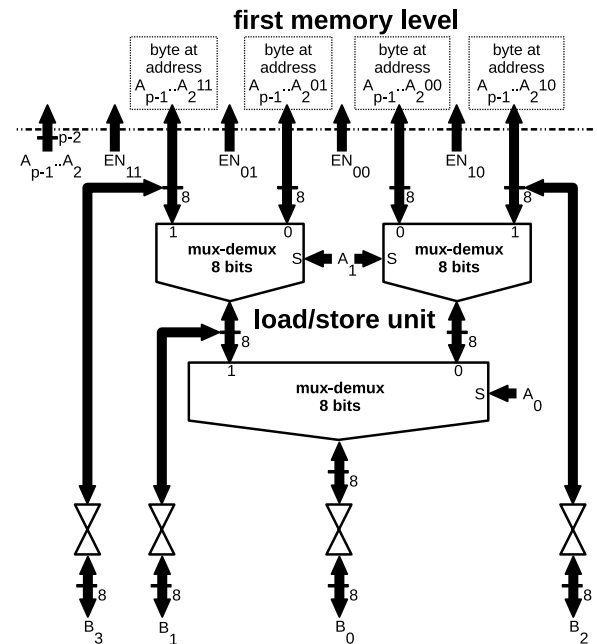 first memory level
byte at address A p-1..A 2 11
byte at address A p-1..A 2 01
byte at address A p-1..A 2 00
byte at address A p-1..A 2 10
p-2
A p-1..A 2
EN 11
EN 01
EN 00
EN 10
8
8
8
8
1
0
0
1
mux-demux
8 bits
S
A 1
S
mux-demux
8 bits
load/store unit
8
8
1
0
mux-demux
8 bits
S
A 0
8
8
8
8
8
B 3
B 1
B 0
B 2